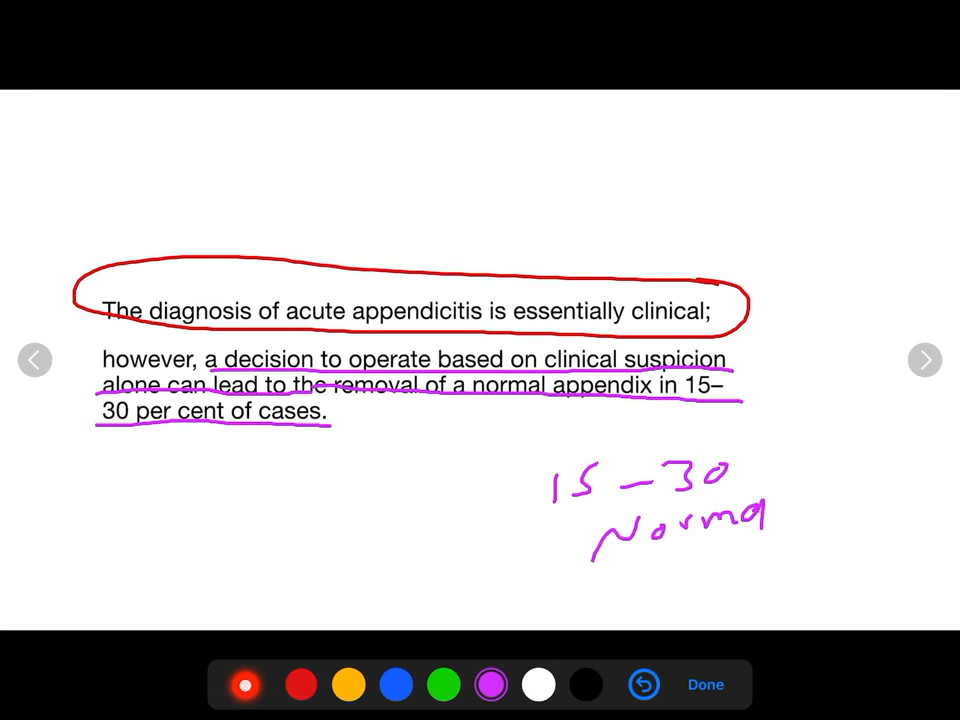 The diagnosis of acute appendicitis is essentially clinical;
however, a decision to operate based on clinical suspicion
alone can lead to the removal of a normal appendix in 15–
30 per cent of cases.
15 – 30
Norma
Done